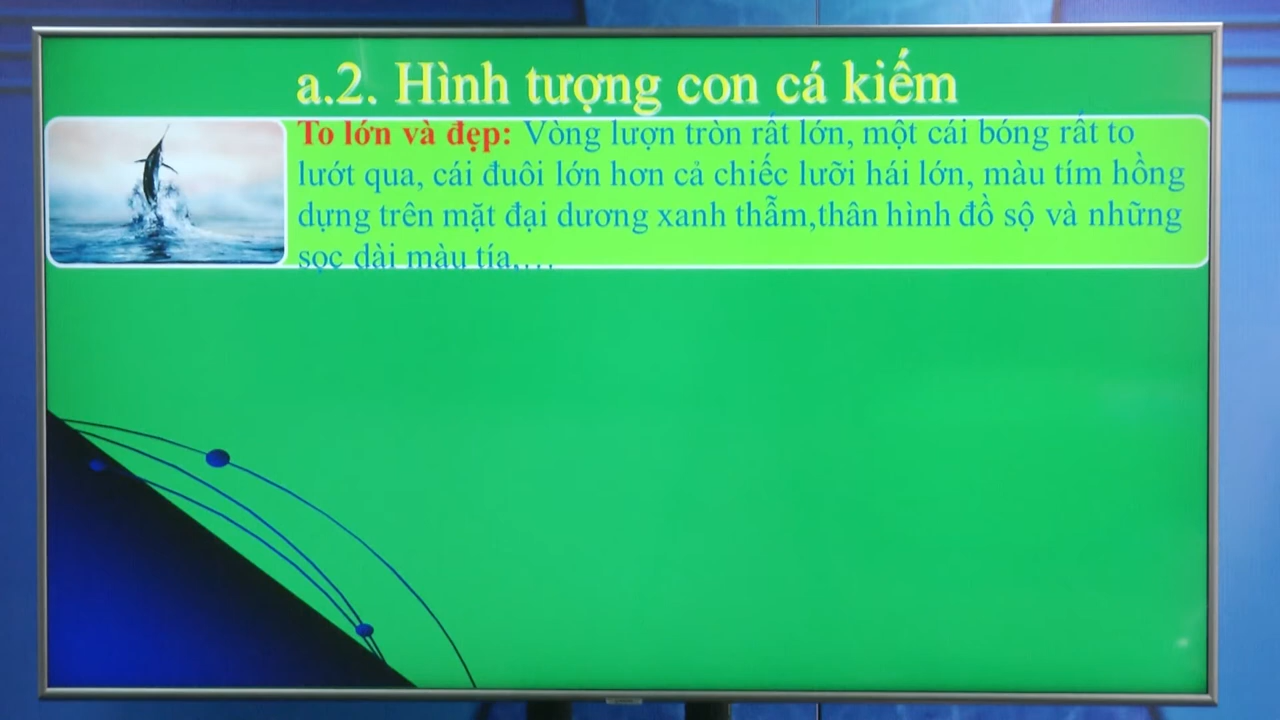 a.2. Hình tượng con cá kiếm
To lớn và đẹp: Vòng lượn tròn rất lớn, một cái bóng rất to
lướt qua, cái đuôi lớn hơn cả chiếc lưỡi hái lớn, màu tím hồng
dựng trên mặt đại dương xanh thẫm,thân hình đồ sộ và những
sọc dài màu tía,…